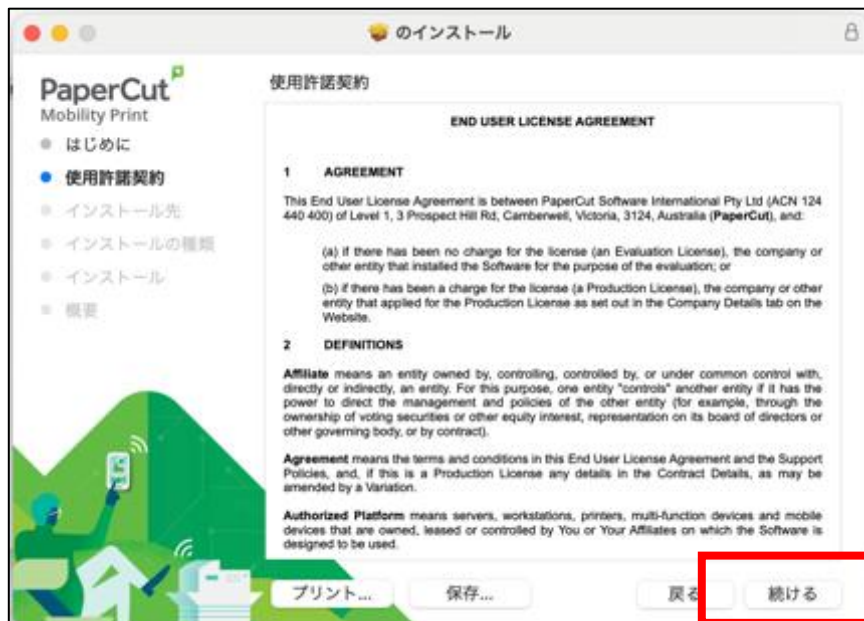 のインストール
PaperCut
Mobility Print
はじめに
使用許諾契約
インストール先
インストールの種類
インストール
概要
使用許諾契約
END USER LICENSE AGREEMENT
1 AGREEMENT
This End User License Agreement is between PaperCut Software International Pty Ltd (ACN 124
440 400) of Level 1, 3 Prospect Hill Rd, Camberwell, Victoria, 3124, Australia (PaperCut), and:
(a) if there has been no charge for the license (an Evaluation License), the company or
other entity that installed the Software for the purpose of the evaluation; or
(b) if there has been a charge for the license (a Production License), the company or other
entity that applied for the Production License as set out in the Company Details tab on the
Website.
2 DEFINITIONS
Affiliate means an entity owned by, controlling, controlled by, or under common control with,
directly or indirectly, an entity. For this purpose, one entity "controls" another entity if it has the
power to direct the management and policies of the other entity (for example, through the
ownership of voting securities or other equity interest, representation on its board of directors or
other governing body, or by contract).
Agreement means the terms and conditions in this End User License Agreement and the Support
Policies, and, if this is a Production License any details in the Contract Details, as may be
amended by a Variation.
Authorized Platform means servers, workstations, printers, multi-function devices and mobile
devices that are owned, leased or controlled by You or Your Affiliates on which the Software is
designed to be used.
プリント... 保存... 戻る 続ける